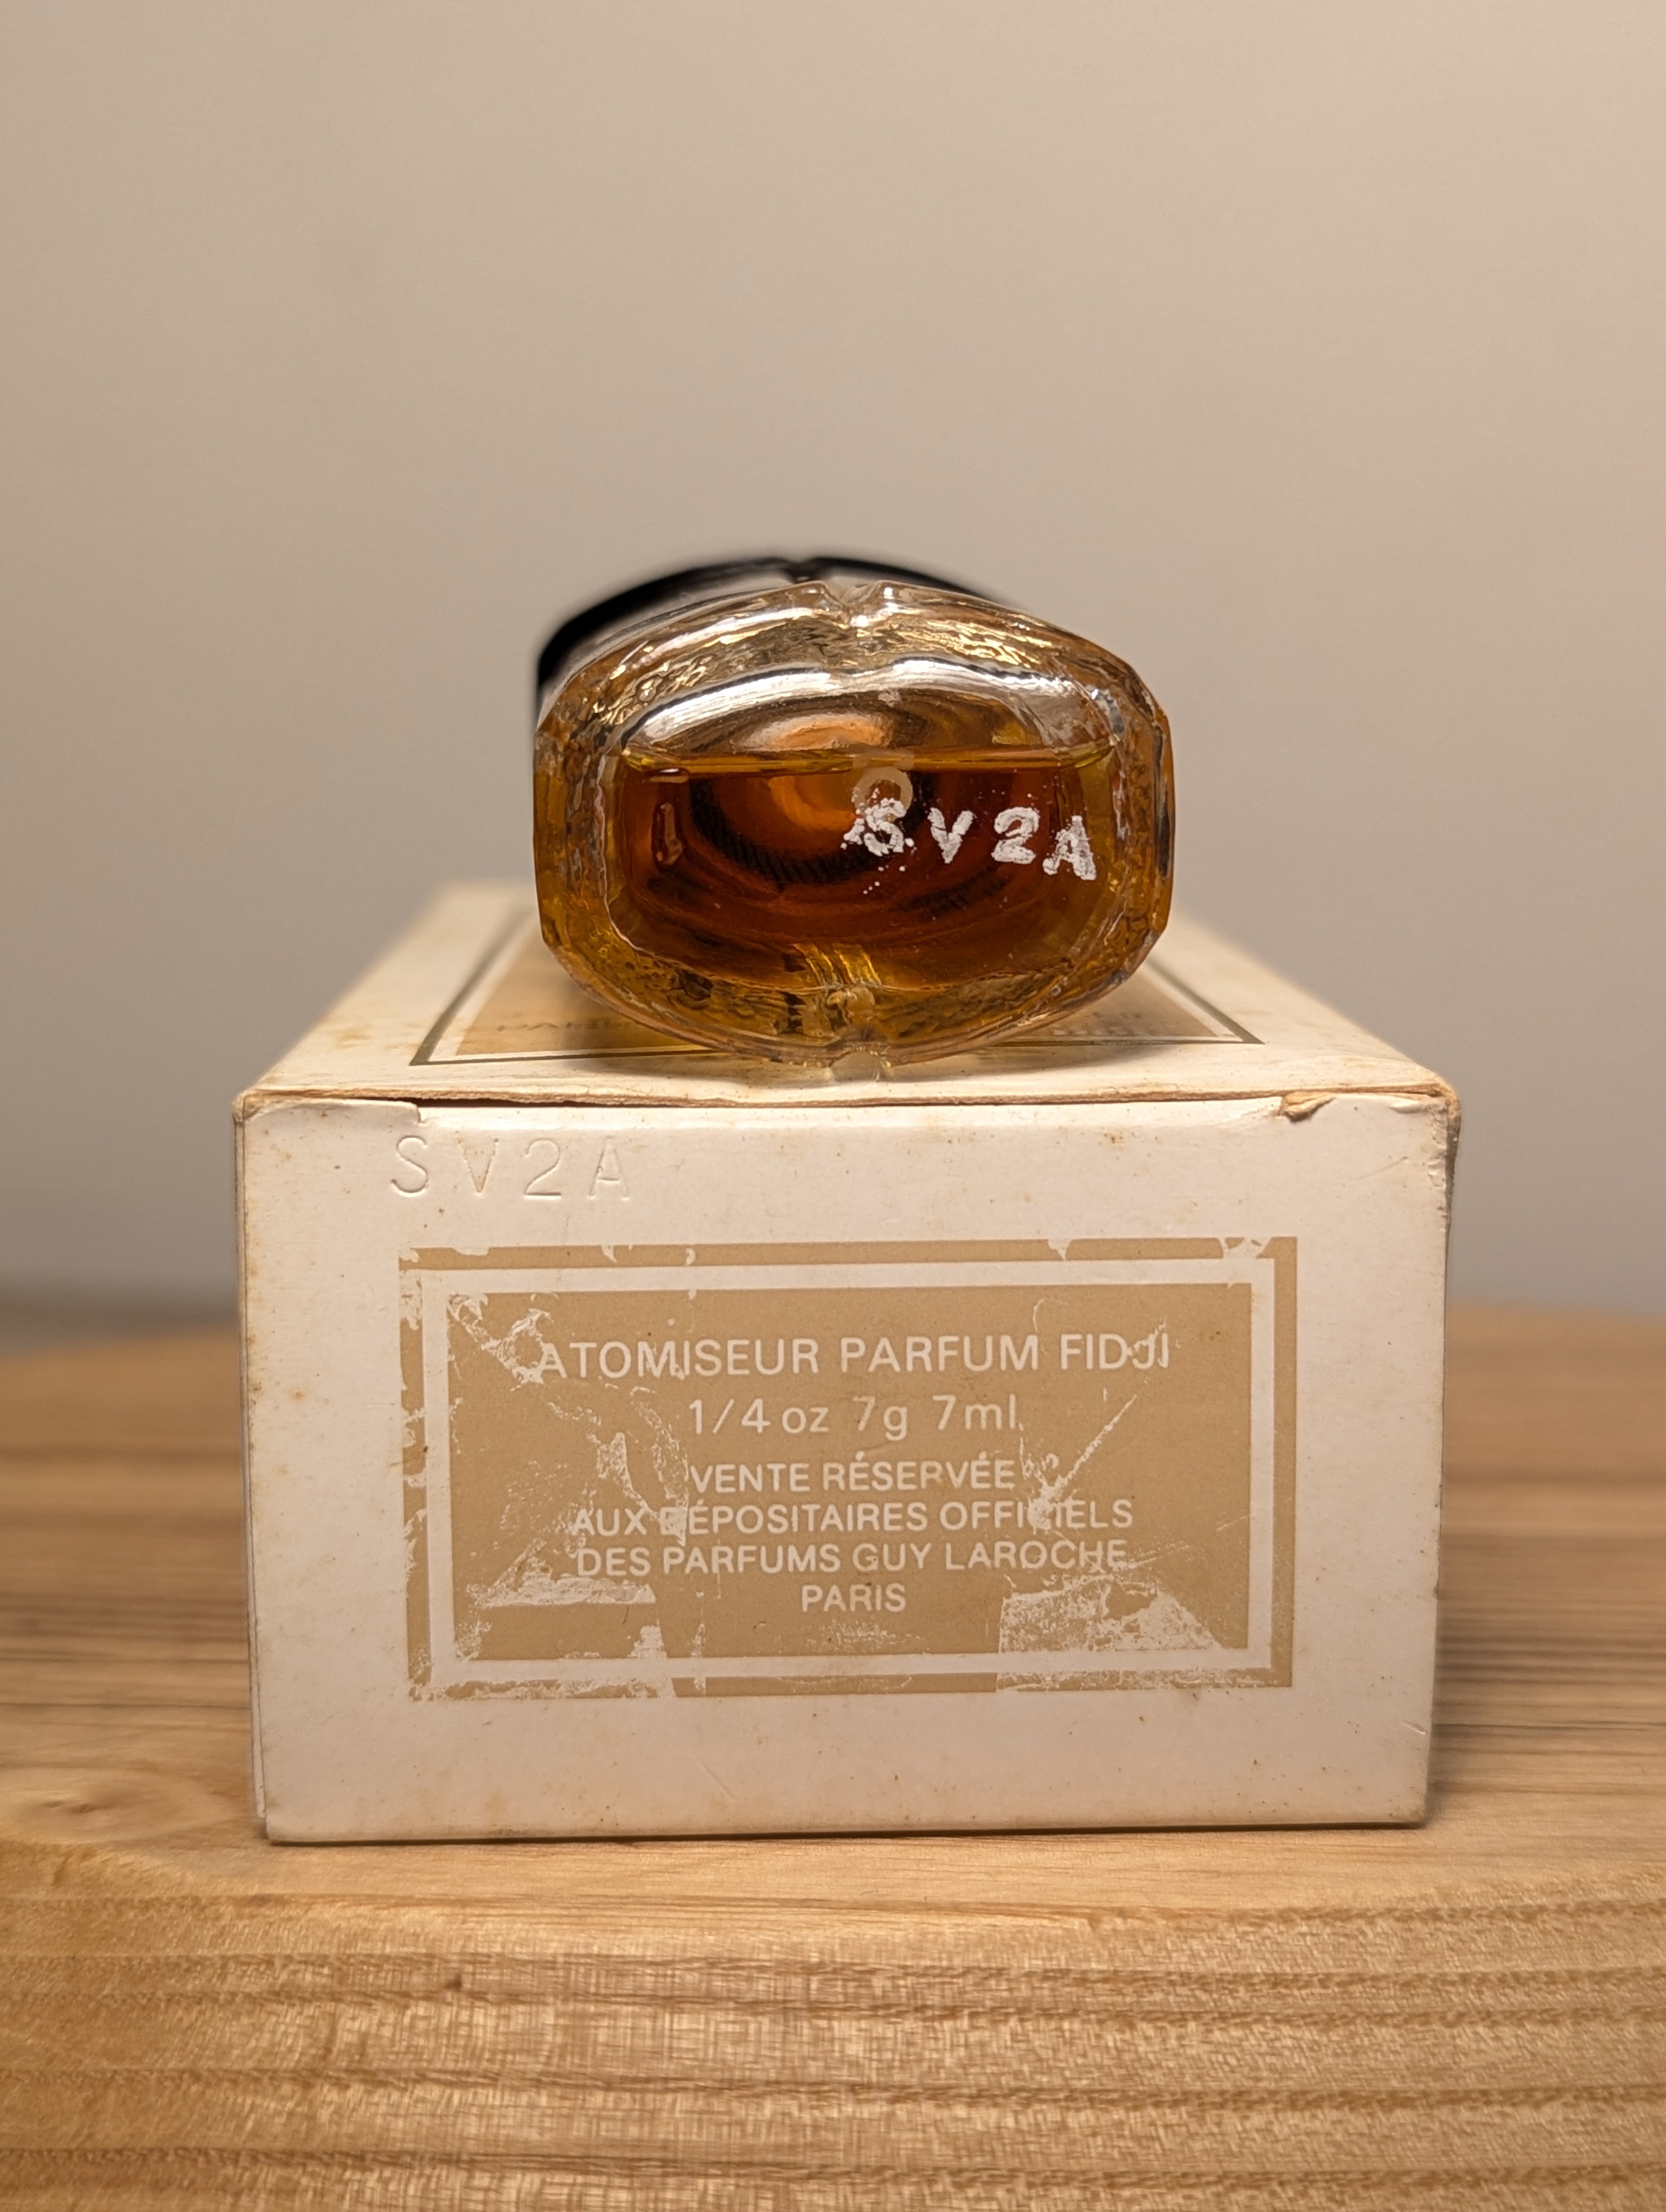 SV2A
SV2A
ATOMISEUR PARFUM FIDJI
1/4 oz 7g 7ml
VENTE RÉSERVÉE
AUX DÉPOSITAIRES OFFICIELS
DES PARFUMS GUY LAROCHE
PARIS